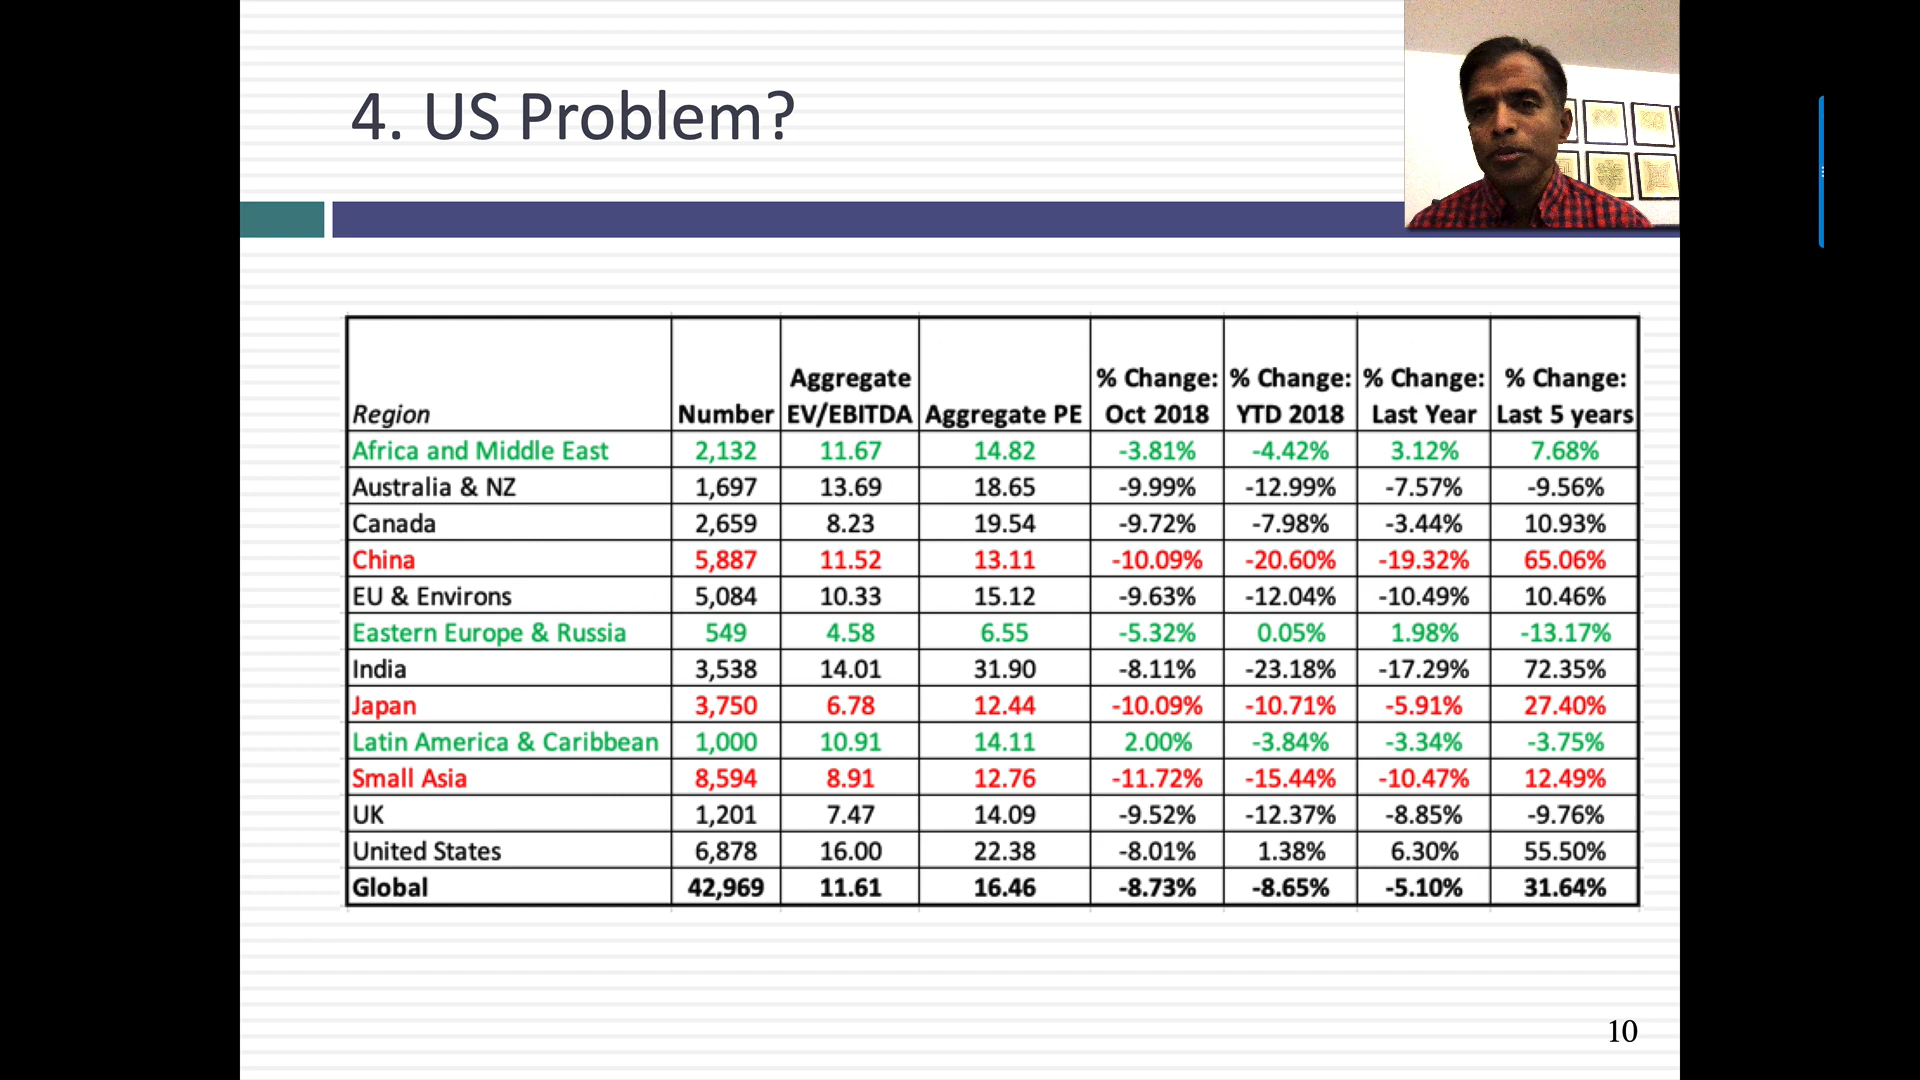 4. US Problem?
Region Number Aggregate EV/EBITDA Aggregate PE % Change: Oct 2018 % Change: YTD 2018 % Change: Last Year % Change: Last 5 years
Africa and Middle East 2,132 11.67 14.82 -3.81% -4.42% 3.12% 7.68%
Australia & NZ 1,697 13.69 18.65 -9.99% -12.99% -7.57% -9.56%
Canada 2,659 8.23 19.54 -9.72% -7.98% -3.44% 10.93%
China 5,887 11.52 13.11 -10.09% -20.60% -19.32% 65.06%
EU & Environs 5,084 10.33 15.12 -9.63% -12.04% -10.49% 10.46%
Eastern Europe & Russia 549 4.58 6.55 -5.32% 0.05% 1.98% -13.17%
India 3,538 14.01 31.90 -8.11% -23.18% -17.29% 72.35%
Japan 3,750 6.78 12.44 -10.09% -10.71% -5.91% 27.40%
Latin America & Caribbean 1,000 10.91 14.11 2.00% -3.84% -3.34% -3.75%
Small Asia 8,594 8.91 12.76 -11.72% -15.44% -10.47% 12.49%
UK 1,201 7.47 14.09 -9.52% -12.37% -8.85% -9.76%
United States 6,878 16.00 22.38 -8.01% 1.38% 6.30% 55.50%
Global 42,969 11.61 16.46 -8.73% -8.65% -5.10% 31.64%
10